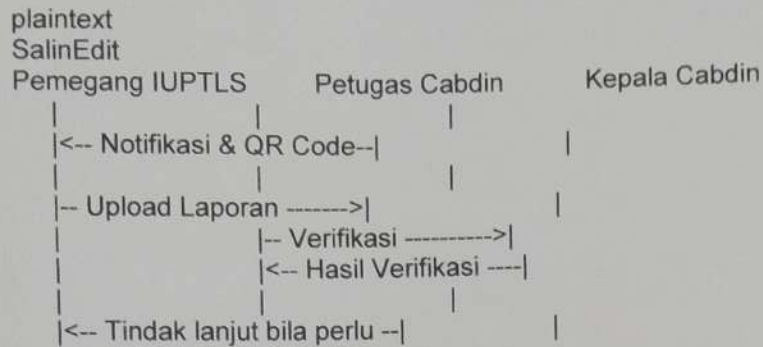 plaintext
SalinEdit
Pemegang IUPTLS Petugas Cabdin Kepala Cabdin
| | |
|<-- Notifikasi & QR Code--| |
| | |
|-- Upload Laporan ------->| |
| |-- Verifikasi ---------->|
| |<-- Hasil Verifikasi ----|
| | |
|<-- Tindak lanjut bila perlu --| |